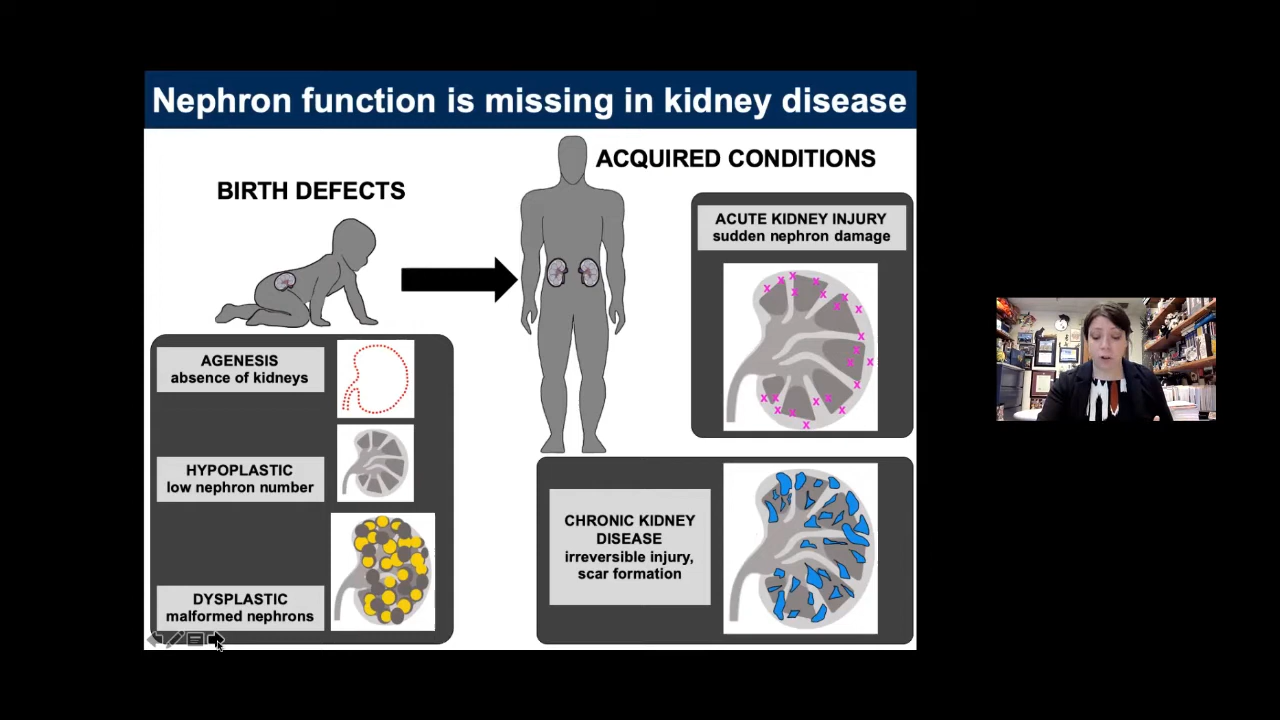 Nephron function is missing in kidney disease
BIRTH DEFECTS
AGENESIS
absence of kidneys
HYPOPLASTIC
low nephron number
DYSPLASTIC
malformed nephrons
ACQUIRED CONDITIONS
ACUTE KIDNEY INJURY
sudden nephron damage
CHRONIC KIDNEY
DISEASE
irreversible injury,
scar formation